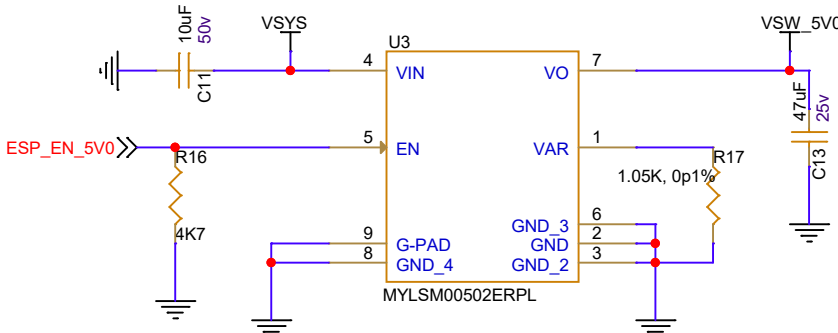 10uF
50v
C11
VSYS
U3
4
VIN
VO
7
VSW_5V0
47uF
25v
C13
ESP_EN_5V0
5
EN
VAR
1
R16
4K7
R17
1.05K, 0p1%
GND_3
6
9
G-PAD
GND
2
8
GND_4
GND_2
3
MYLSM00502ERPL